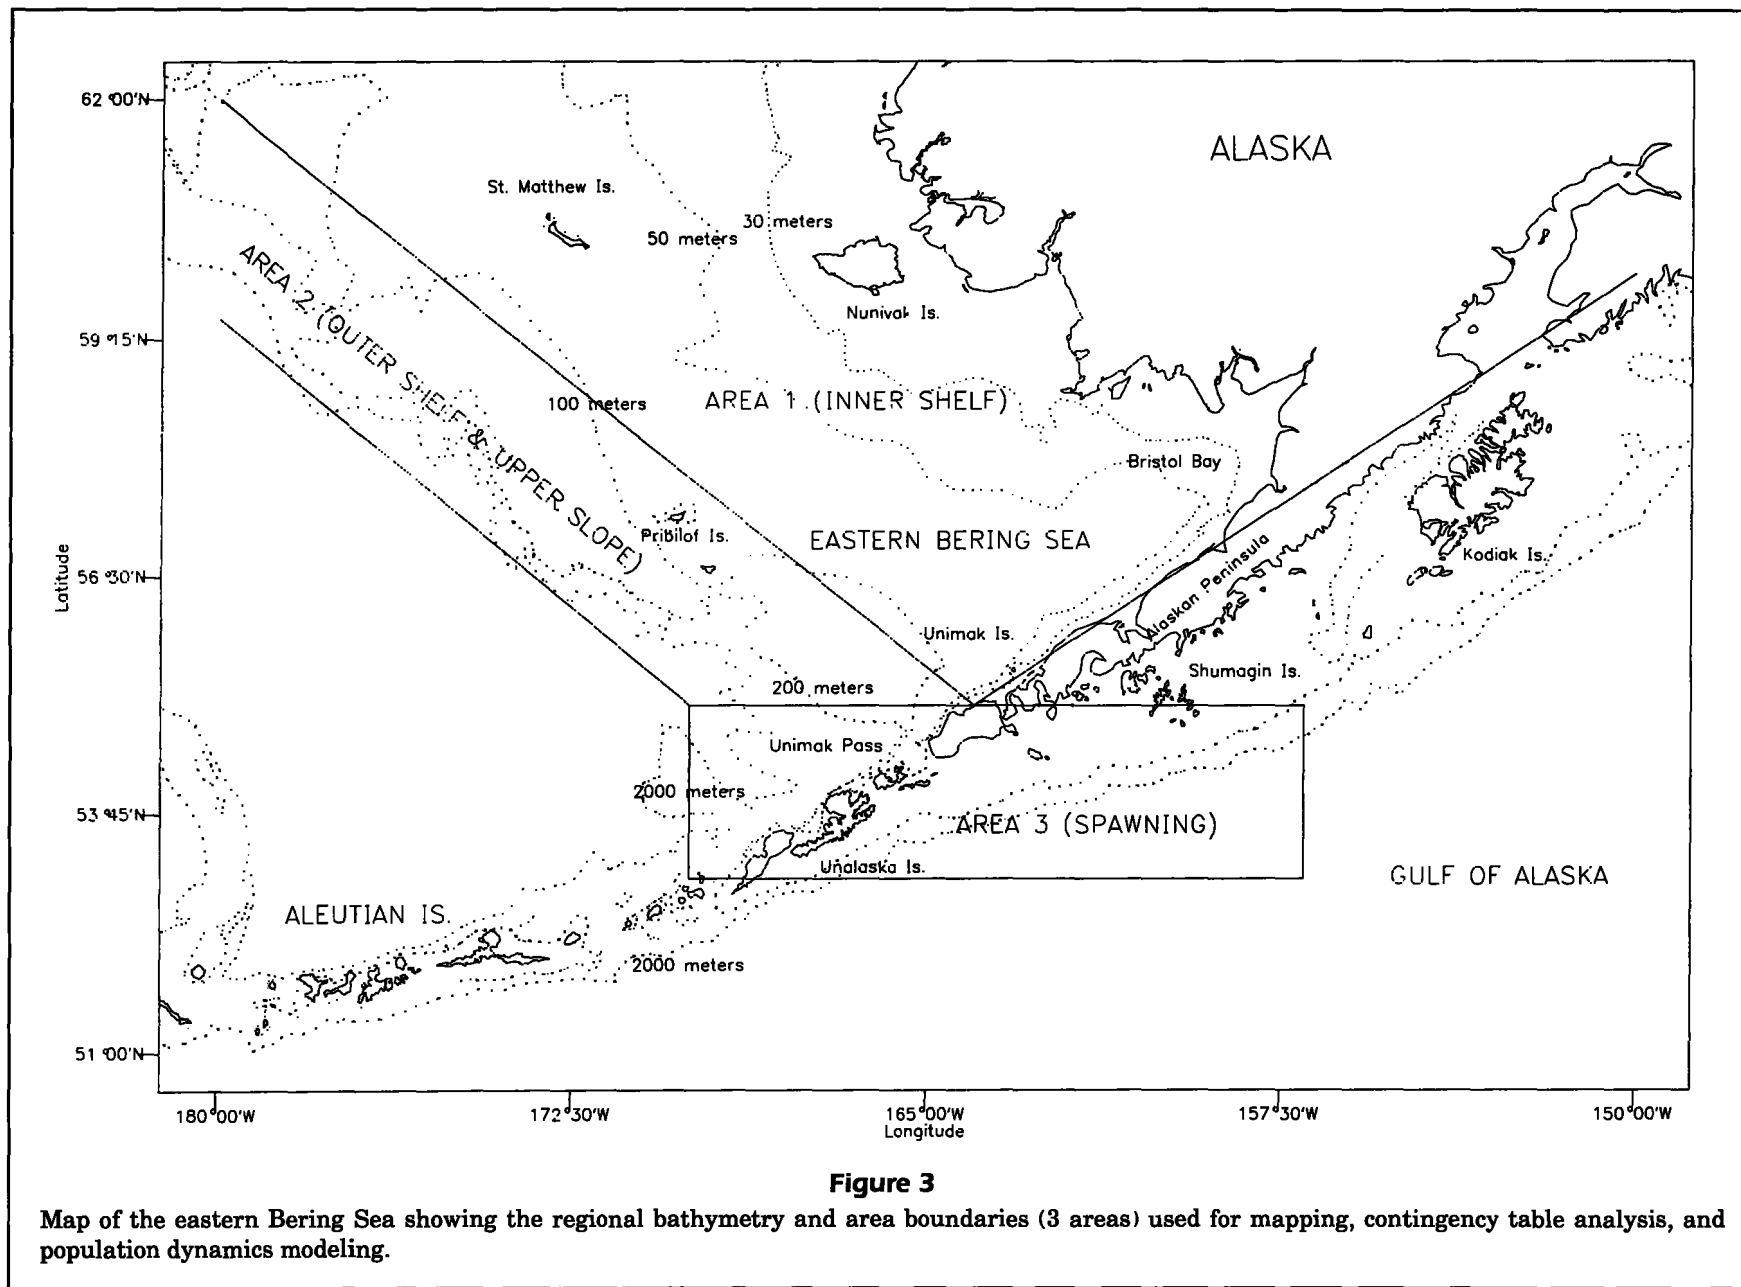 62°00'N
ALASKA
St. Matthew Is.
30 meters
50 meters
AREA 2 (OUTER SHELF & UPPER SLOPE)
Nunivak Is.
59°15'N
100 meters
AREA 1 (INNER SHELF)
Bristol Bay
Pribilof Is.
EASTERN BERING SEA
Kodiak Is.
Alaskan Peninsula
56°30'N
Latitude
Unimak Is.
Shumagin Is.
200 meters
Unimak Pass
2000 meters
53°45'N
AREA 3 (SPAWNING)
Unalaska Is.
GULF OF ALASKA
ALEUTIAN IS.
2000 meters
51°00'N
180°00'W
172°30'W
165°00'W
157°30'W
150°00'W
Longitude
Figure 3
Map of the eastern Bering Sea showing the regional bathymetry and area boundaries (3 areas) used for mapping, contingency table analysis, and
population dynamics modeling.